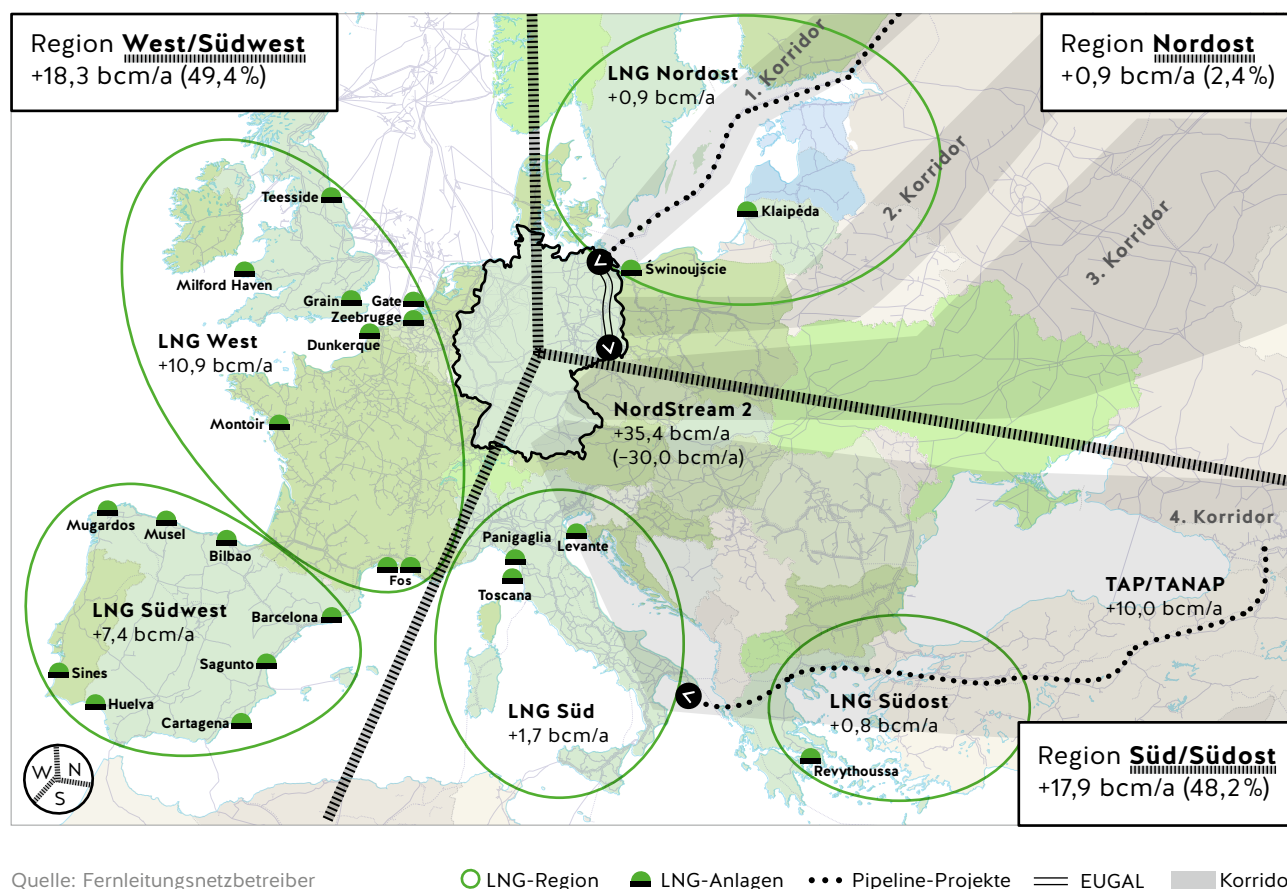 Region West/Südwest
+18,3 bcm/a (49,4 %)
Region Nordost
+0,9 bcm/a (2,4 %)
LNG Nordost
+0,9 bcm/a
1. Korridor
2. Korridor
3. Korridor
4. Korridor
Teesside
Klaipėda
Milford Haven
Świnoujście
Grain
Gate
Zeebrugge
Dunkerque
LNG West
+10,9 bcm/a
Montoir
NordStream 2
+35,4 bcm/a
(−30,0 bcm/a)
Mugardos
Musel
Bilbao
Fos
Panigaglia
Levante
Toscana
TAP/TANAP
+10,0 bcm/a
LNG Südwest
+7,4 bcm/a
Barcelona
Sagunto
Sines
Huelva
Cartagena
LNG Süd
+1,7 bcm/a
LNG Südost
+0,8 bcm/a
Revythoussa
Region Süd/Südost
+17,9 bcm/a (48,2 %)
W N
S
Quelle: Fernleitungsnetzbetreiber
LNG-Region LNG-Anlagen Pipeline-Projekte EUGAL Korrido